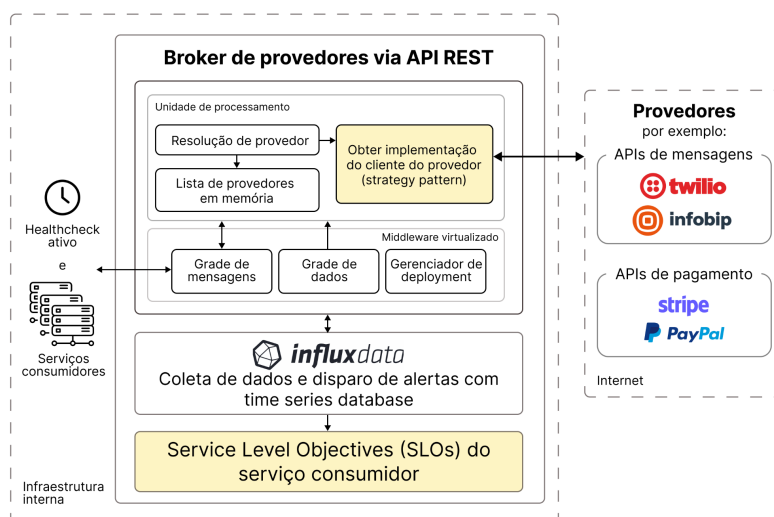 Broker de provedores via API REST
Unidade de processamento
Resolução de provedor
Obter implementação
do cliente do provedor
(strategy pattern)
Lista de provedores
em memória
Middleware virtualizado
Grade de
mensagens
Grade de
dados
Gerenciador de
deployment
Healthcheck
ativo
e
Serviços
consumidores
influxdata
Coleta de dados e disparo de alertas com
time series database
Service Level Objectives (SLOs) do
serviço consumidor
Infraestrutura
interna
Provedores
por exemplo:
APIs de mensagens
twilio
infobip
APIs de pagamento
stripe
PayPal
Internet